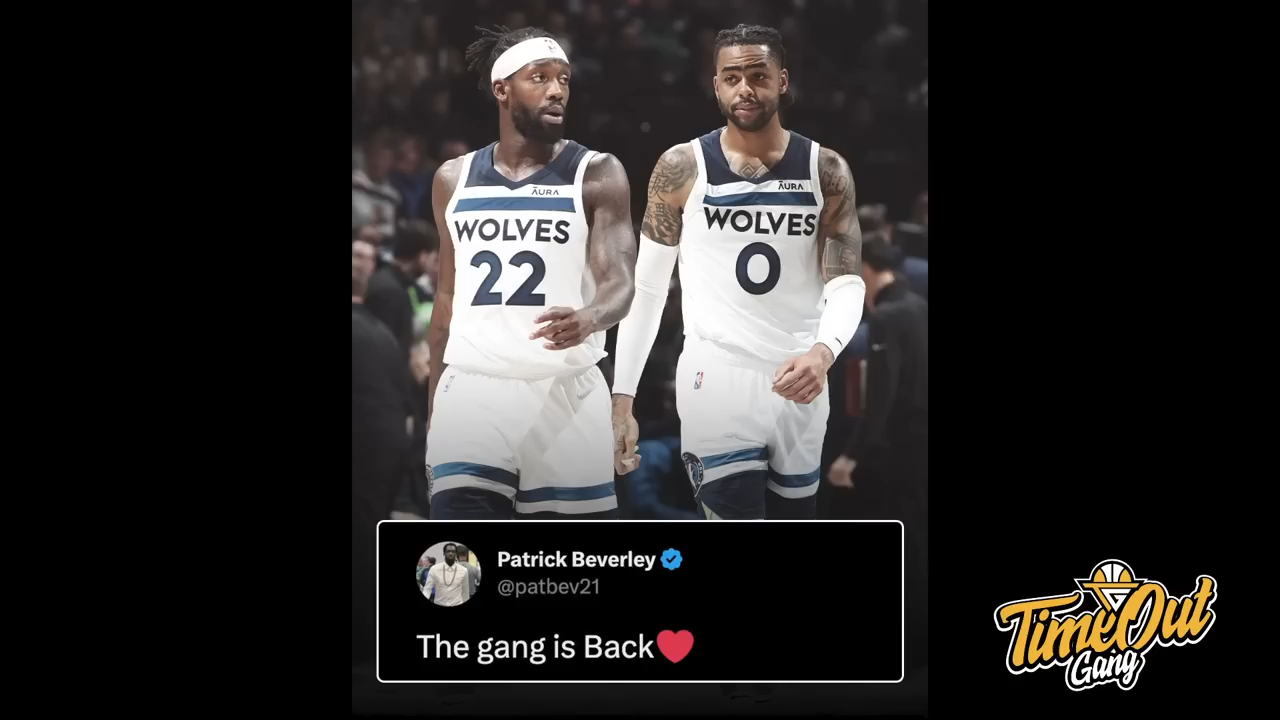 ĀURA
WOLVES
22
ĀURA
WOLVES
0
Patrick Beverley
@patbev21
The gang is Back
TimeOut
Gang